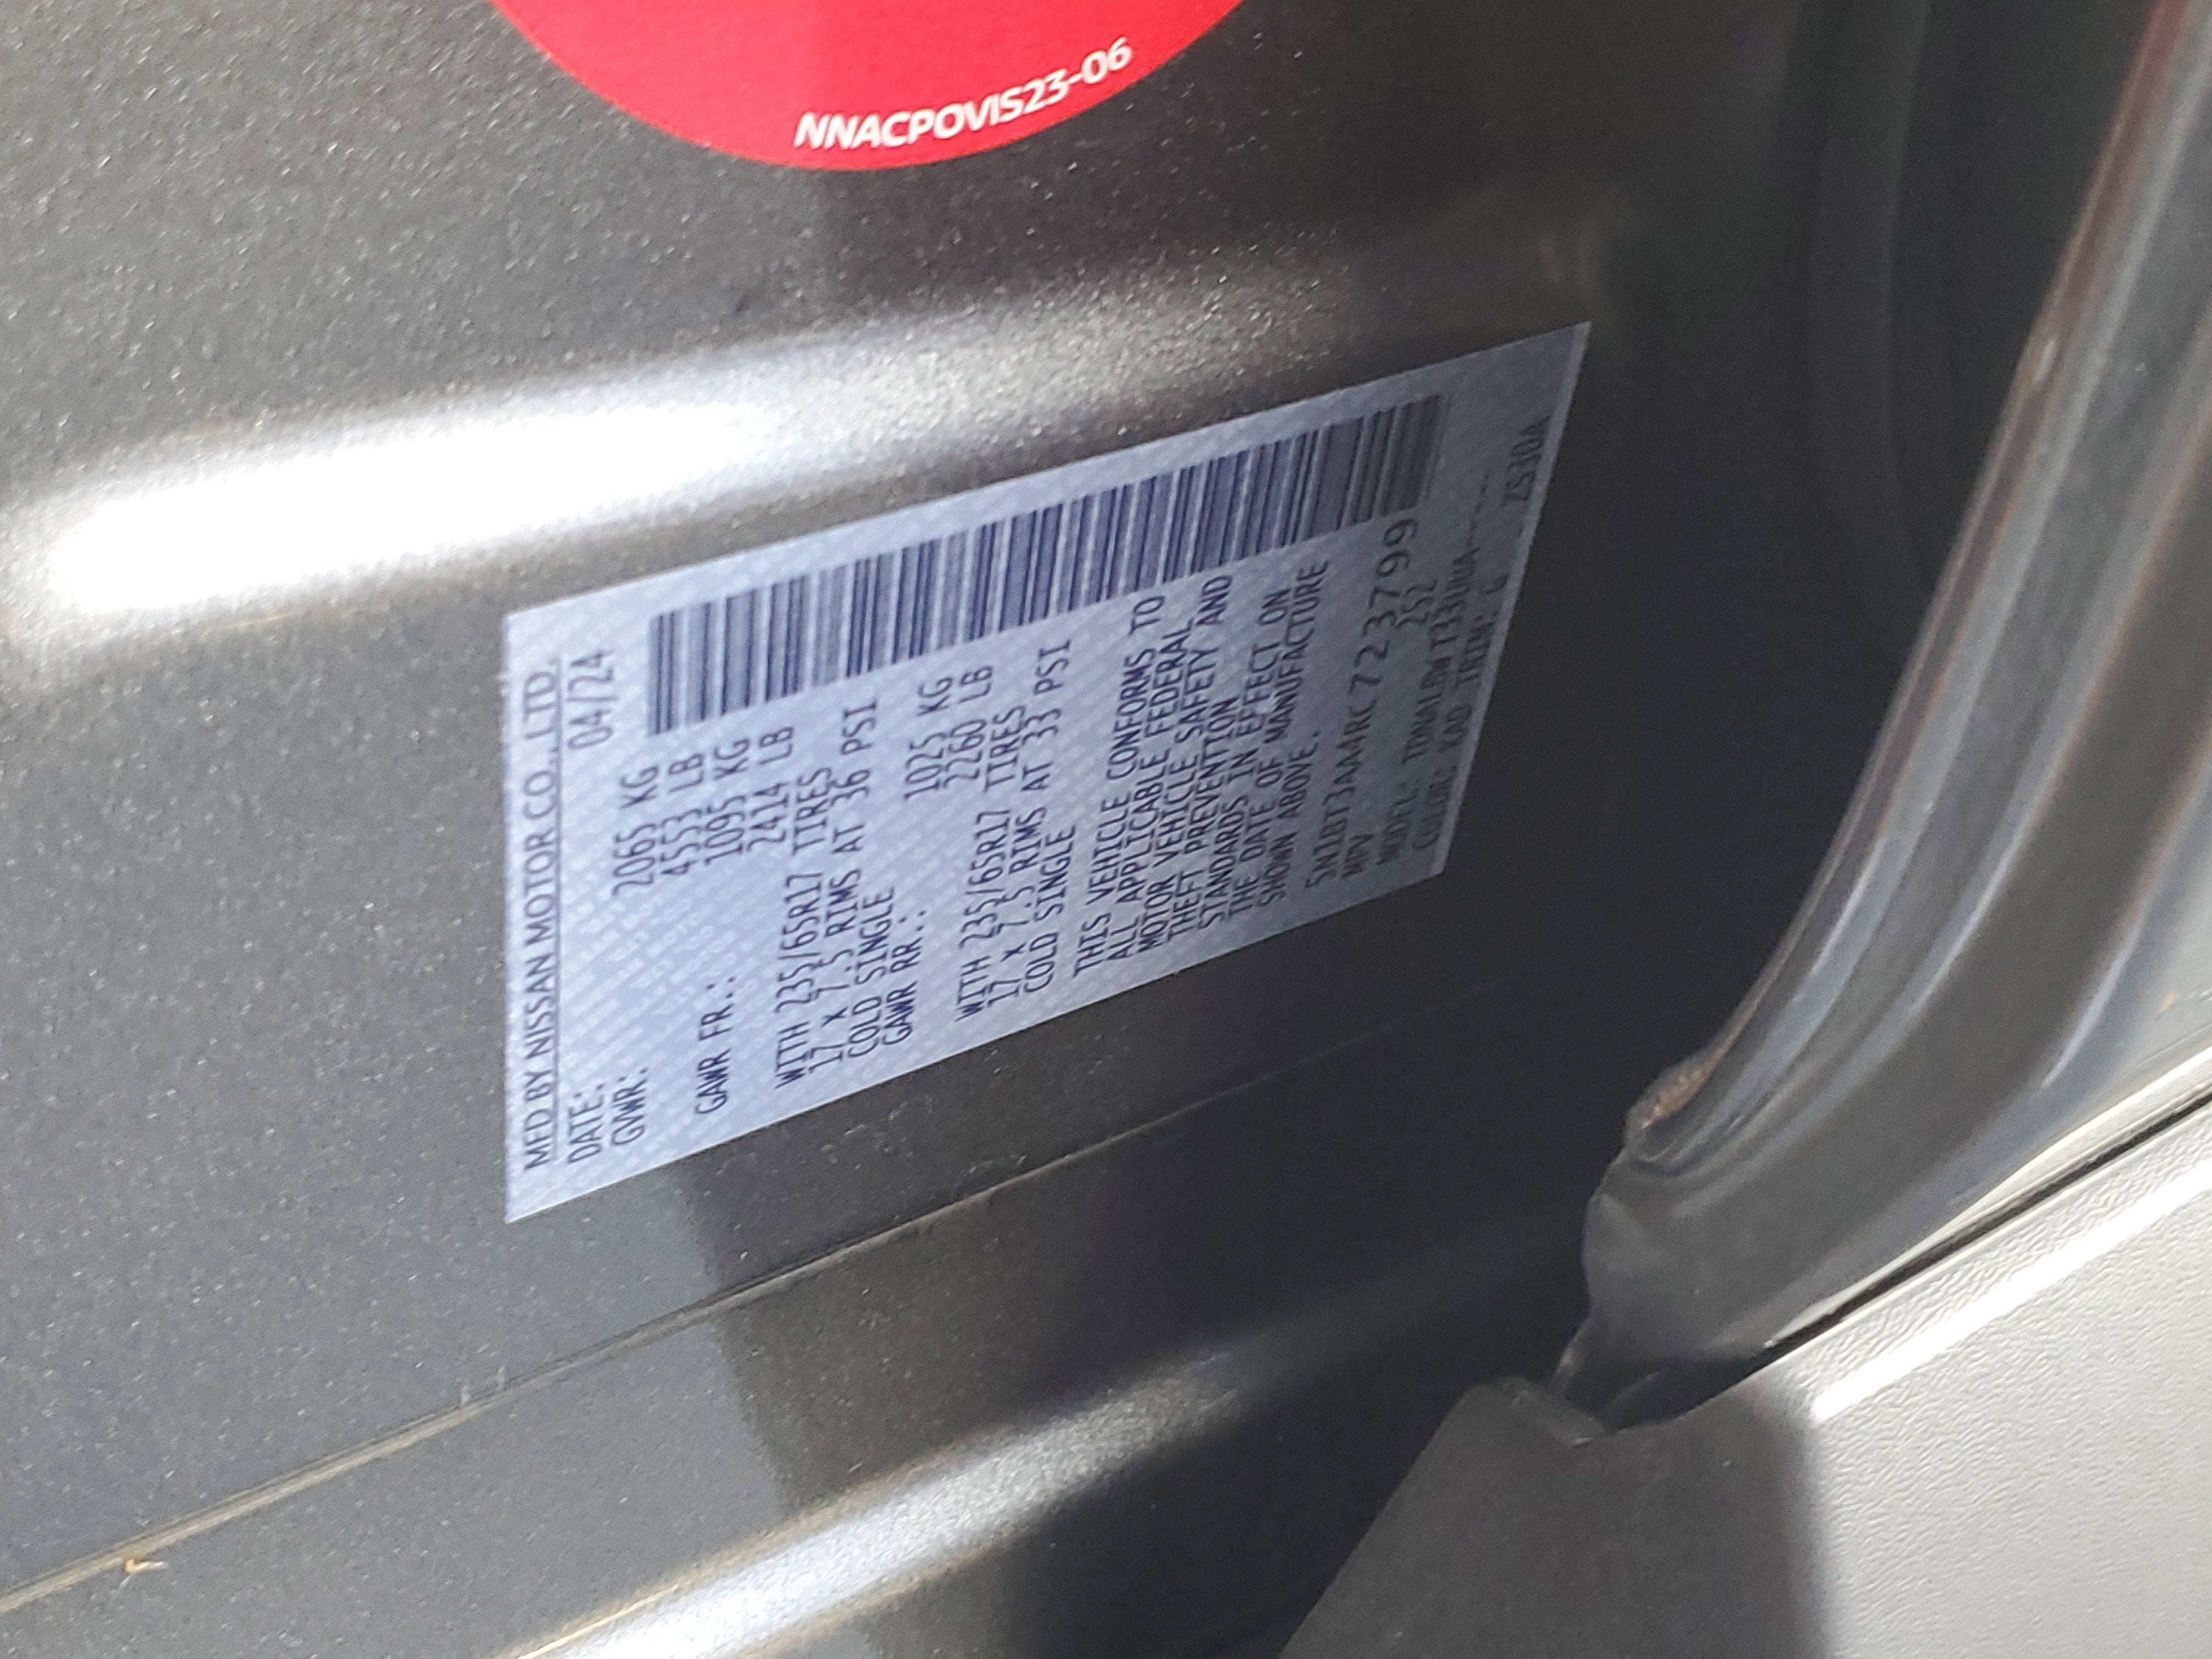 NNACPOVIS23-06
MFD BY NISSAN MOTOR CO., LTD.
DATE: 04/24
GVWR: 2065 KG
4553 LB
GAWR FR.: 1095 KG
2414 LB
WITH 235/65R17 TIRES
17 x 7.5 RIMS AT 36 PSI
COLD SINGLE
GAWR RR.: 1025 KG
2260 LB
WITH 235/65R17 TIRES
17 x 7.5 RIMS AT 33 PSI
COLD SINGLE
THIS VEHICLE CONFORMS TO
ALL APPLICABLE FEDERAL
MOTOR VEHICLE SAFETY AND
THEFT PREVENTION
STANDARDS IN EFFECT ON
THE DATE OF MANUFACTURE
SHOWN ABOVE.
5N1BT3AA4RC723799
MPV 252
MODEL:
COLOR: KAD TRIM: G